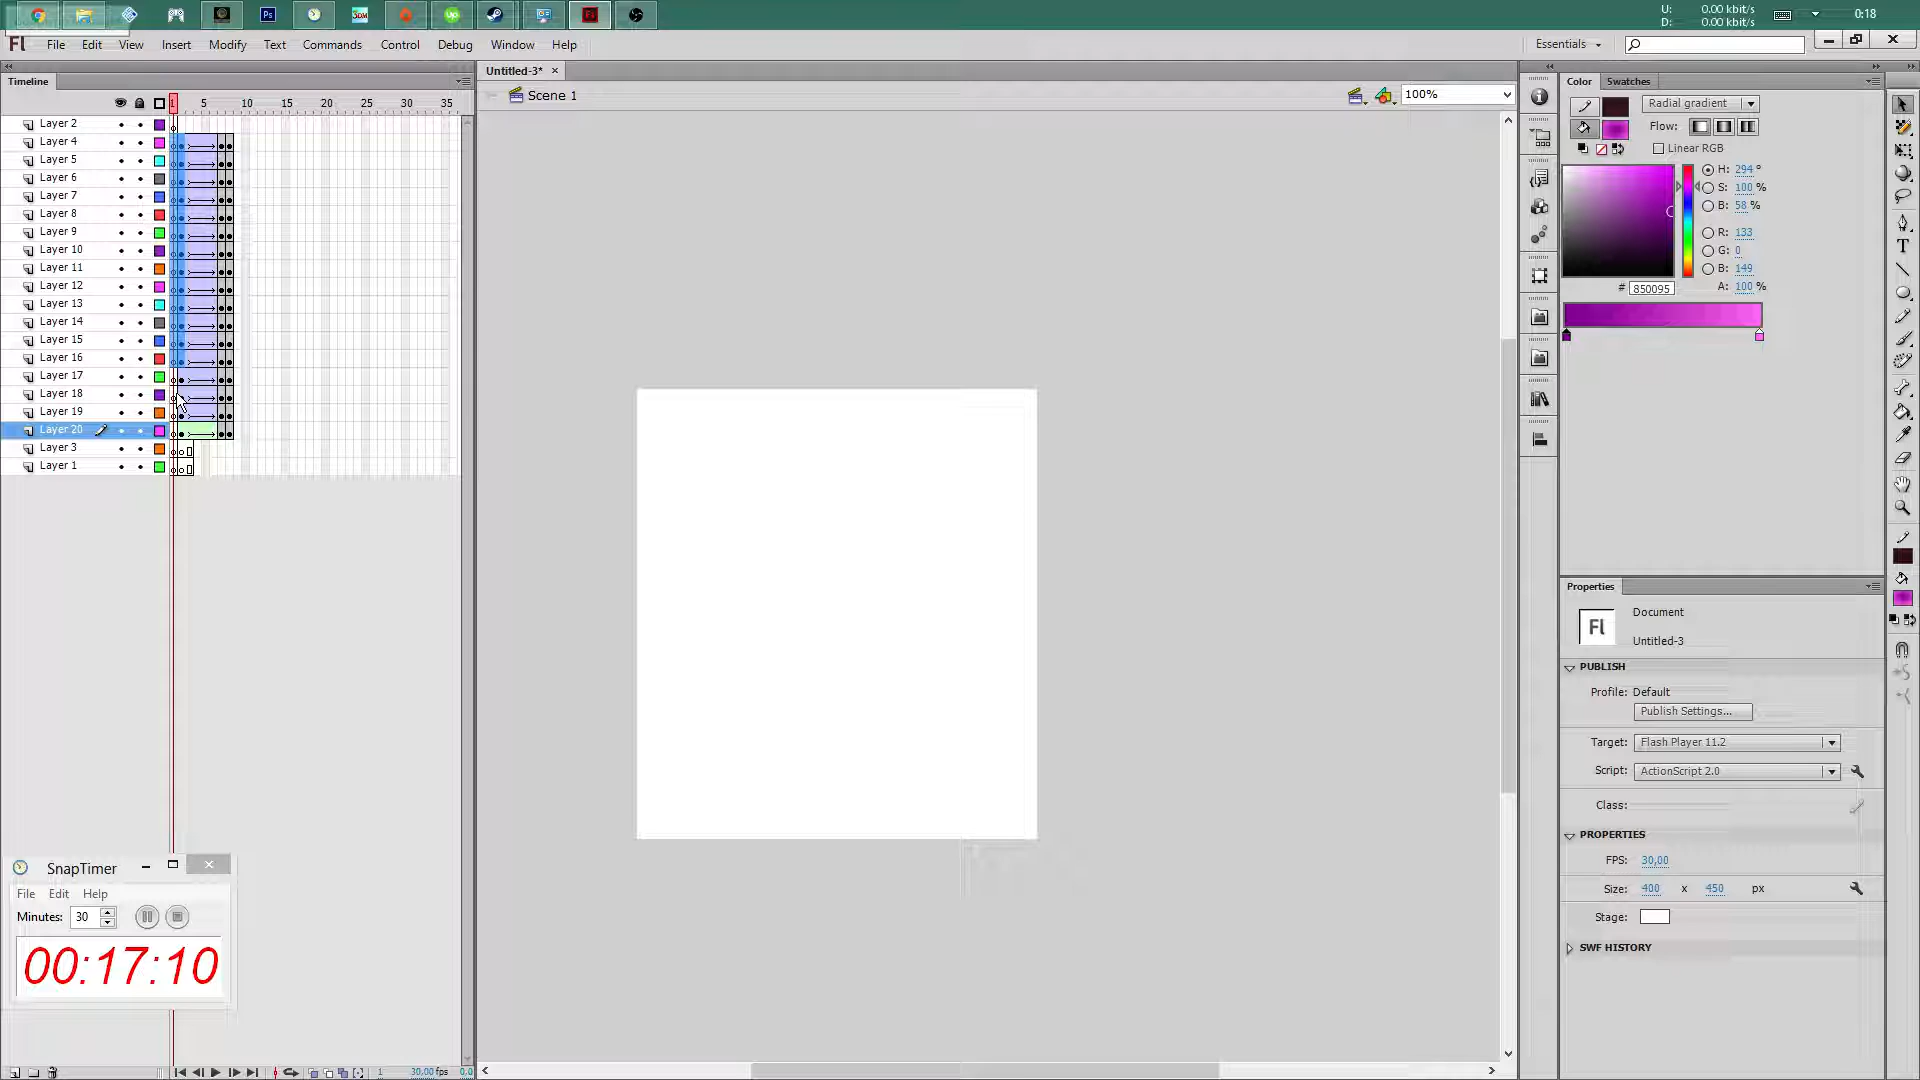 U: 0.00 kbit/s
D: 0.00 kbit/s
0:18
Fl File Edit View Insert Modify Text Commands Control Debug Window Help
Essentials
Timeline
Untitled-3*
Scene 1
100%
1 5 10 15 20 25 30 35
Layer 2
Layer 4
Layer 5
Layer 6
Layer 7
Layer 8
Layer 9
Layer 10
Layer 11
Layer 12
Layer 13
Layer 14
Layer 15
Layer 16
Layer 17
Layer 18
Layer 19
Layer 20
Layer 3
Layer 1
SnapTimer
File Edit Help
Minutes: 30
00:17:10
1 30,00 fps 0,0
Color Swatches
Radial gradient
Flow:
Linear RGB
H: 294 °
S: 100 %
B: 58 %
R: 133
G: 0
B: 149
A: 100 %
# 850095
Properties
Fl
Document
Untitled-3
PUBLISH
Profile: Default
Publish Settings...
Target: Flash Player 11.2
Script: ActionScript 2.0
Class:
PROPERTIES
FPS: 30,00
Size: 400 x 450 px
Stage:
SWF HISTORY
Ps
Up
3DM
Fl
T